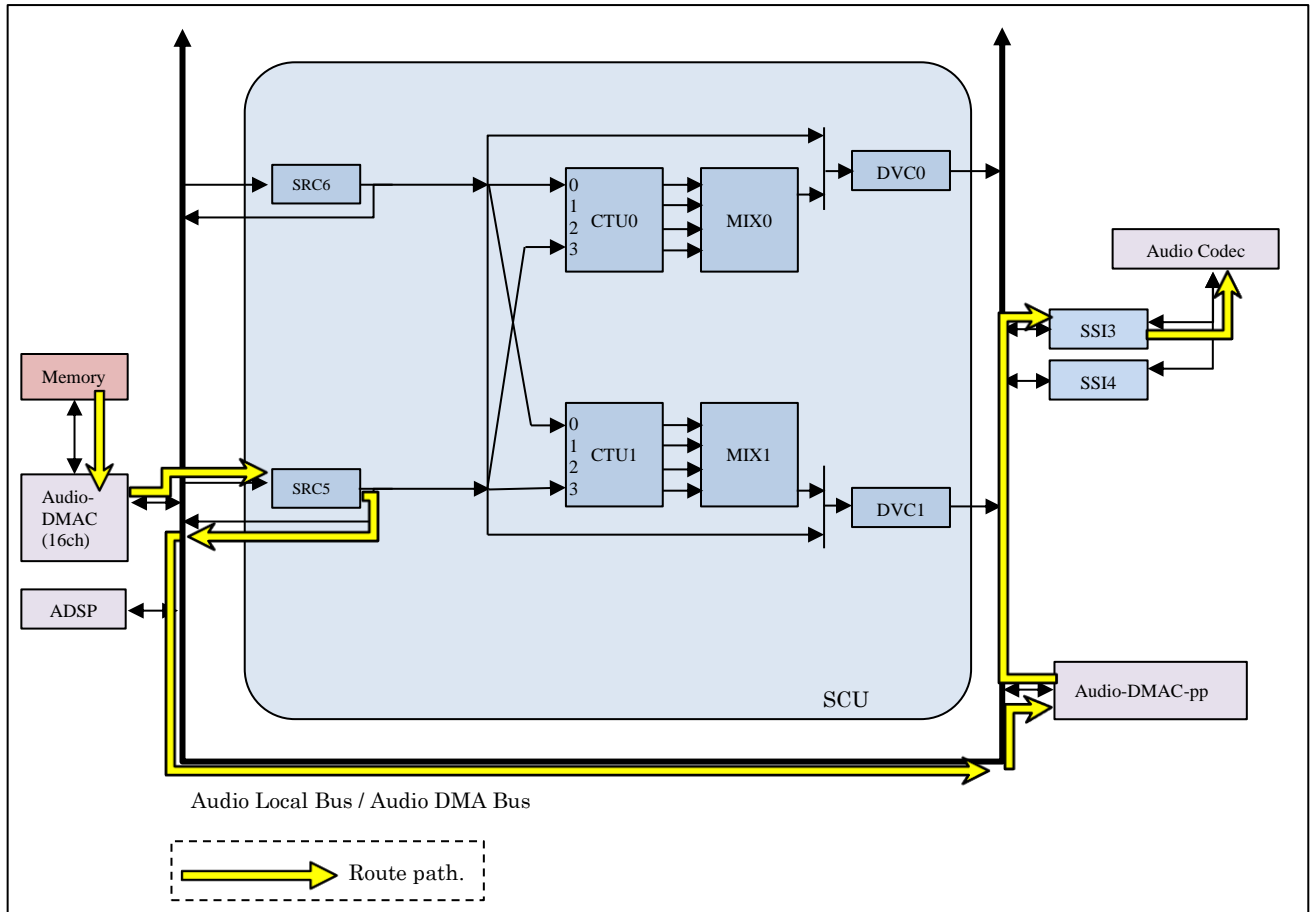 SRC6
0
1
2
3
CTU0
MIX0
DVC0
Audio Codec
SSI3
SSI4
Memory
Audio-
DMAC
(16ch)
SRC5
0
1
2
3
CTU1
MIX1
DVC1
ADSP
SCU
Audio-DMAC-pp
Audio Local Bus / Audio DMA Bus
Route path.